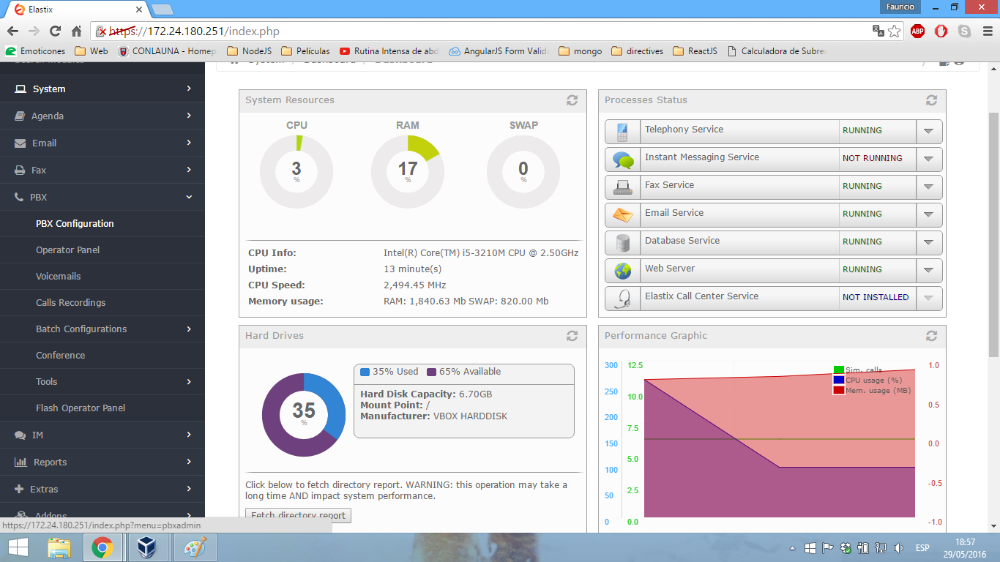 Elastix
Fauricio
https://172.24.180.251/index.php
ABP
Emoticones Web CONLAUNA - Homep NodeJS Películas Rutina Intensa de abd AngularJS Form Valida mongo directives ReactJS Calculadora de Subrec
Search modules
System / Dashboard / Dashboard
System
Agenda
Email
Fax
PBX
PBX Configuration
Operator Panel
Voicemails
Calls Recordings
Batch Configurations
Conference
Tools
Flash Operator Panel
IM
Reports
Extras
Addons
System Resources
CPU RAM SWAP
3 17 0
% % %
CPU Info: Intel(R) Core(TM) i5-3210M CPU @ 2.50GHz
Uptime: 13 minute(s)
CPU Speed: 2,494.45 MHz
Memory usage: RAM: 1,840.63 Mb SWAP: 820.00 Mb
Processes Status
Telephony Service RUNNING
Instant Messaging Service NOT RUNNING
Fax Service RUNNING
Email Service RUNNING
Database Service RUNNING
Web Server RUNNING
Elastix Call Center Service NOT INSTALLED
Hard Drives
35
%
35% Used 65% Available
Hard Disk Capacity: 6.70GB
Mount Point: /
Manufacturer: VBOX HARDDISK
Click below to fetch directory report. WARNING: this operation may take a
long time AND impact system performance.
Fetch directory report
Performance Graphic
300 12.5 1.0
250 10.0 0.5
200 7.5 0.0
150 5.0 -0.5
100 2.5 -1.0
50 0.0
0
Sim. calls
CPU usage (%)
Mem. usage (MB)
https://172.24.180.251/index.php?menu=pbxadmin
ESP
18:57
29/05/2016